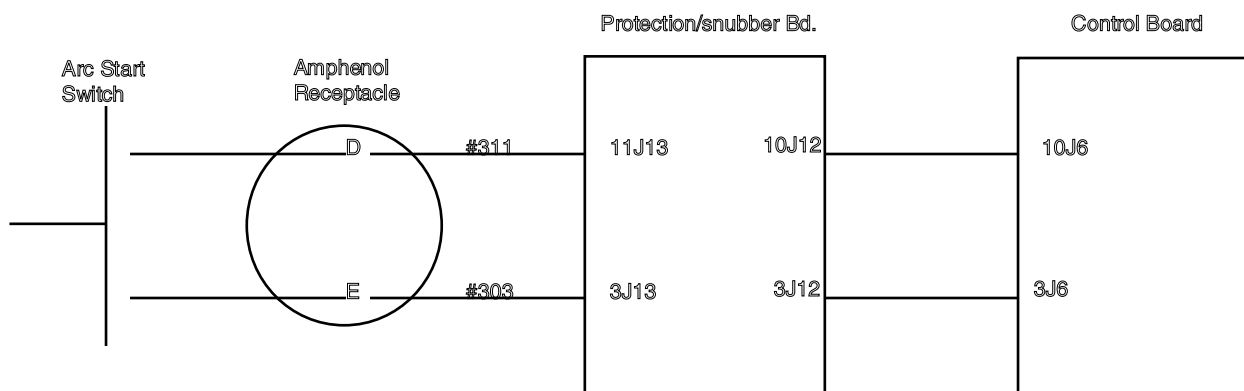 Protection/snubber Bd.
Control Board
Arc Start
Switch
Amphenol
Receptacle
D
#311
11J13
10J12
10J6
E
#303
3J13
3J12
3J6